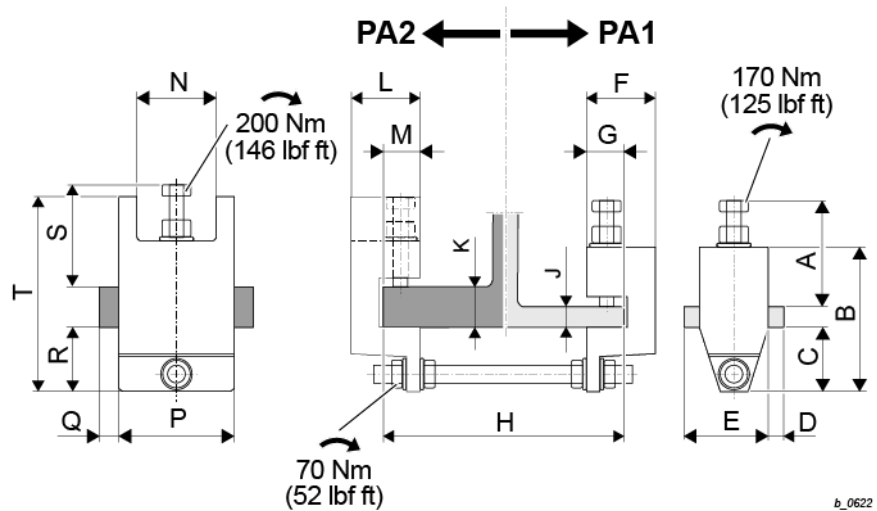 PA2
PA1
N
200 Nm
(146 lbf ft)
L
M
F
G
170 Nm
(125 lbf ft)
S
T
R
K
J
A
B
C
Q
P
H
E
D
70 Nm
(52 lbf ft)
b_0622